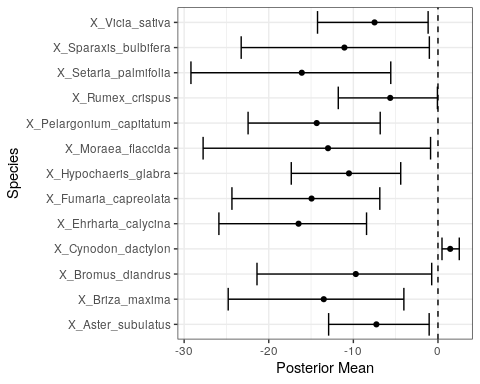 X_Vicia_sativa
X_Sparaxis_bulbifera
X_Setaria_palmifolia
X_Rumex_crispus
X_Pelargonium_capitatum
X_Moraea_flaccida
X_Hypochaeris_glabra
X_Fumaria_capreolata
X_Ehrharta_calycina
X_Cynodon_dactylon
X_Bromus_diandrus
X_Briza_maxima
X_Aster_subulatus
Species
-30 -20 -10 0
Posterior Mean